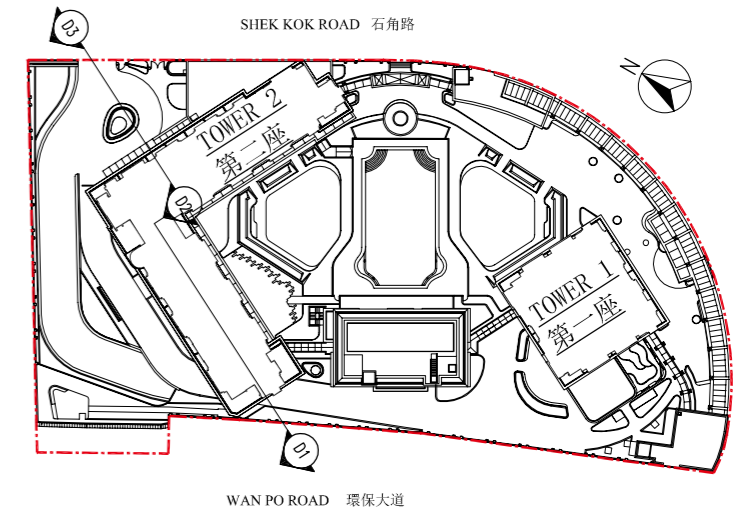 SHEK KOK ROAD 石角路
D3
N
TOWER 2
第二座
D2
TOWER 1
第一座
D1
WAN PO ROAD 環保大道